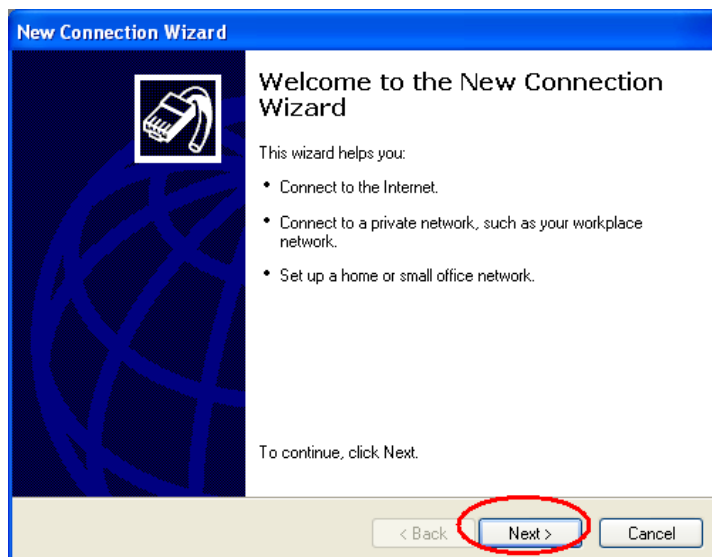 New Connection Wizard
Welcome to the New Connection
Wizard
This wizard helps you:
• Connect to the Internet.
• Connect to a private network, such as your workplace
network.
• Set up a home or small office network.
To continue, click Next.
< Back
Next >
Cancel